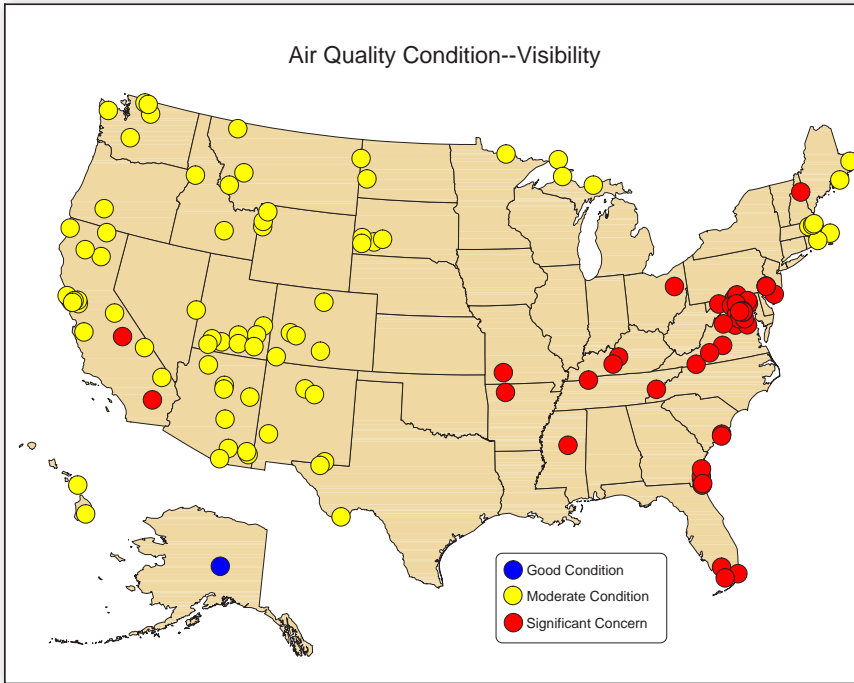 Air Quality Condition--Visibility
Good Condition
Moderate Condition
Significant Concern